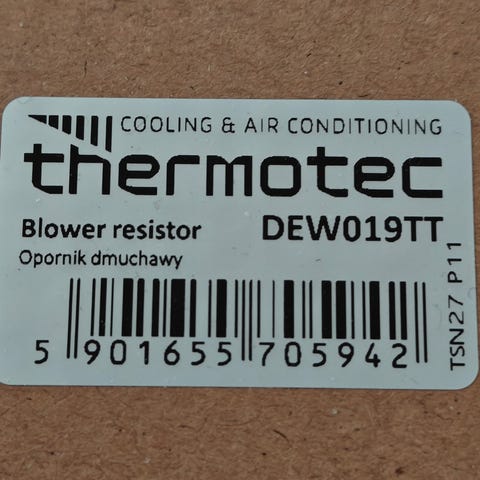 COOLING & AIR CONDITIONING
thermotec
Blower resistor DEW019TT
Opornik dmuchawy
5 901655 705942
TSN27 P11